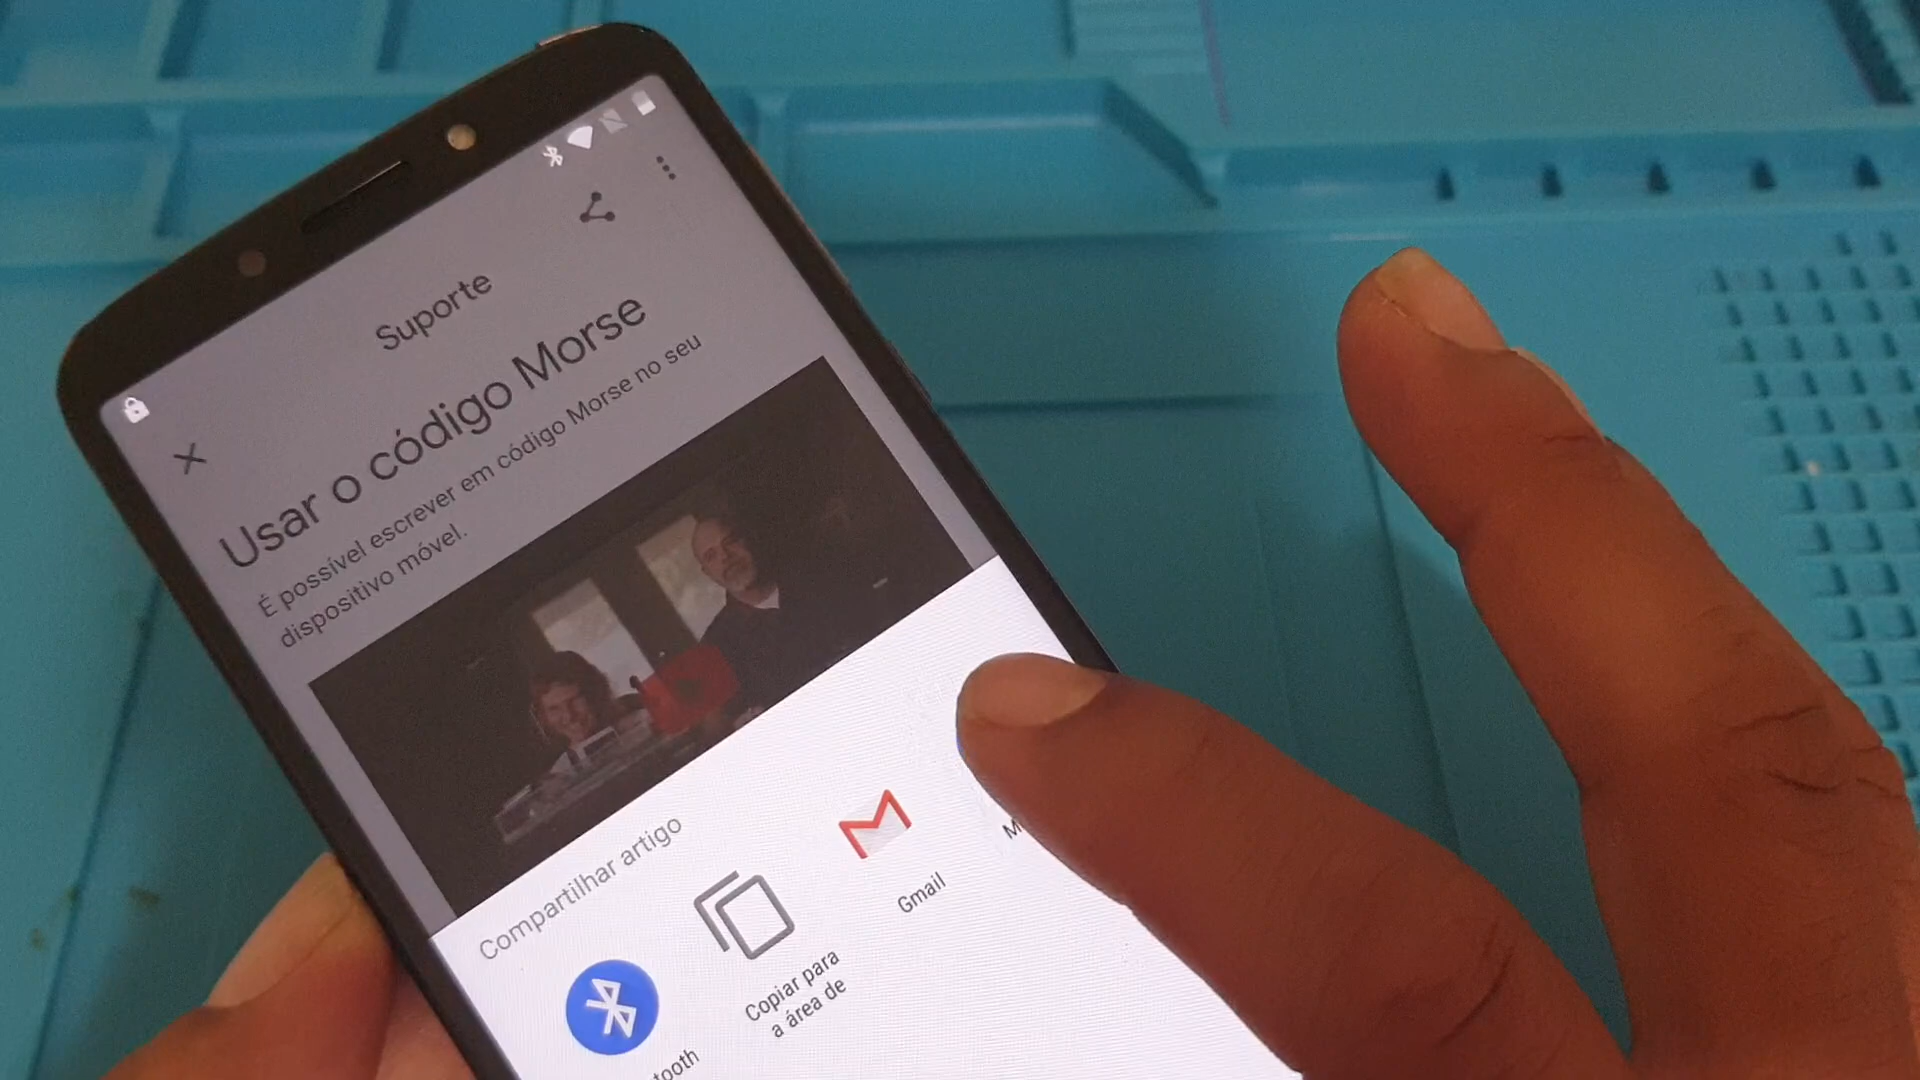 Suporte
Usar o código Morse
É possível escrever em código Morse no seu
dispositivo móvel.
Compartilhar artigo
Gmail
Copiar para
a área de